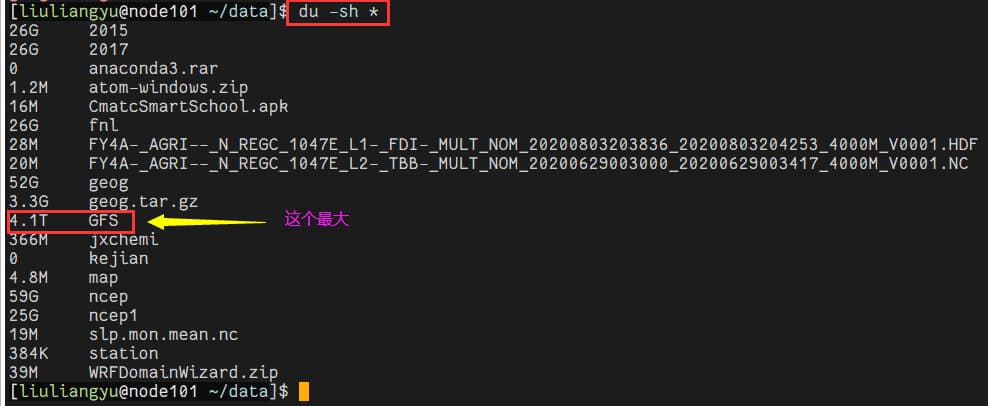 [liuliangyu@node101 ~/data]$ du -sh *
26G 2015
26G 2017
0 anaconda3.rar
1.2M atom-windows.zip
16M CmatcSmartSchool.apk
26G fnl
28M FY4A-_AGRI--_N_REGC_1047E_L1-_FDI-_MULT_NOM_20200803203836_20200803204253_4000M_V0001.HDF
20M FY4A-_AGRI--_N_REGC_1047E_L2-_TBB-_MULT_NOM_20200629003000_20200629003417_4000M_V0001.NC
52G geog
3.3G geog.tar.gz
4.1T GFS 这个最大
366M jxchemi
0 kejian
4.8M map
59G ncep
25G ncep1
19M slp.mon.mean.nc
384K station
39M WRFDomainWizard.zip
[liuliangyu@node101 ~/data]$